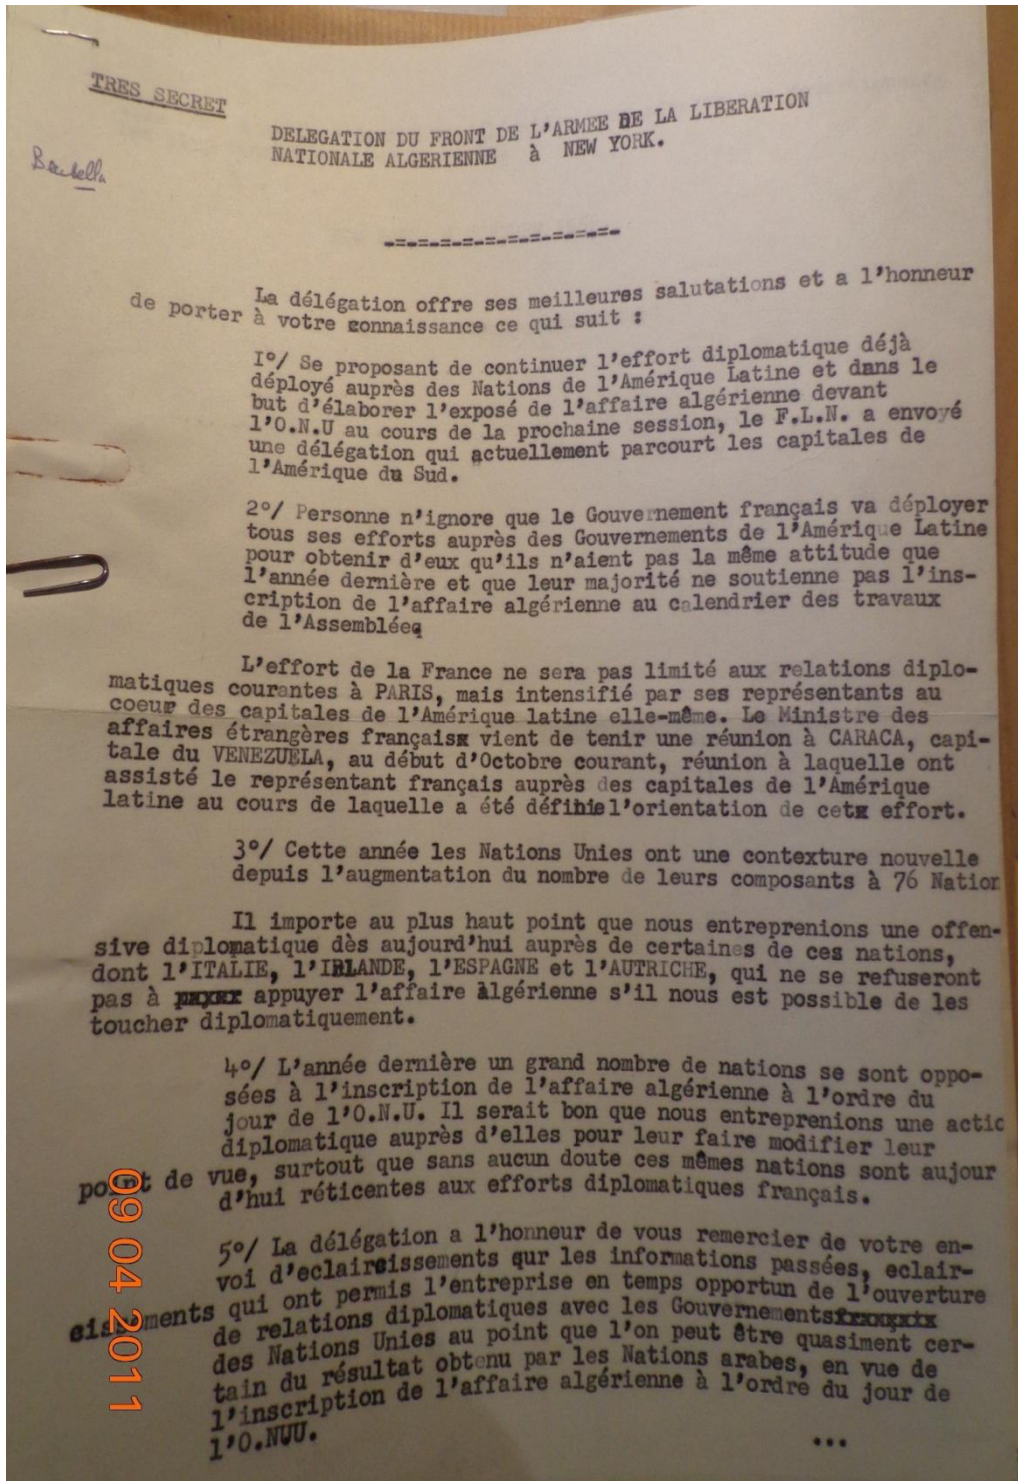 TRES SECRET
DELEGATION DU FRONT DE L'ARMEE DE LA LIBERATION
NATIONALE ALGERIENNE à NEW YORK.
-=-=-=-=-=-=-=-=-=-=-
La délégation offre ses meilleures salutations et a l'honneur
de porter à votre connaissance ce qui suit :
I°/ Se proposant de continuer l'effort diplomatique déjà
déployé auprès des Nations de l'Amérique Latine et dans le
but d'élaborer l'exposé de l'affaire algérienne devant
l'O.N.U au cours de la prochaine session, le F.L.N. a envoyé
une délégation qui actuellement parcourt les capitales de
l'Amérique du Sud.
2°/ Personne n'ignore que le Gouvernement français va déployer
tous ses efforts auprès des Gouvernements de l'Amérique Latine
pour obtenir d'eux qu'ils n'aient pas la même attitude que
l'année dernière et que leur majorité ne soutienne pas l'ins-
cription de l'affaire algérienne au calendrier des travaux
de l'Assembléeq
L'effort de la France ne sera pas limité aux relations diplo-
matiques courantes à PARIS, mais intensifié par ses représentants au
coeur des capitales de l'Amérique latine elle-même. Le Ministre des
affaires étrangères françaisx vient de tenir une réunion à CARACA, capi-
tale du VENEZUELA, au début d'Octobre courant, réunion à laquelle ont
assisté le représentant français auprès des capitales de l'Amérique
latine au cours de laquelle a été définie l'orientation de cetx effort.
3°/ Cette année les Nations Unies ont une contexture nouvelle
depuis l'augmentation du nombre de leurs composants à 76 Nation
Il importe au plus haut point que nous entreprenions une offen-
sive diplomatique dès aujourd'hui auprès de certaines de ces nations,
dont l'ITALIE, l'IRLANDE, l'ESPAGNE et l'AUTRICHE, qui ne se refuseront
pas à appuyer l'affaire algérienne s'il nous est possible de les
toucher diplomatiquement.
4°/ L'année dernière un grand nombre de nations se sont oppo-
sées à l'inscription de l'affaire algérienne à l'ordre du
jour de l'O.N.U. Il serait bon que nous entreprenions une actio
diplomatique auprès d'elles pour leur faire modifier leur
point de vue, surtout que sans aucun doute ces mêmes nations sont aujour
d'hui réticentes aux efforts diplomatiques français.
5°/ La délégation a l'honneur de vous remercier de votre en-
voi d'eclaircissements qur les informations passées, eclair-
cissements qui ont permis l'entreprise en temps opportun de l'ouverture
de relations diplomatiques avec les Gouvernements
des Nations Unies au point que l'on peut être quasiment cer-
tain du résultat obtenu par les Nations arabes, en vue de
l'inscription de l'affaire algérienne à l'ordre du jour de
l'O.NUU.
...
09 04 2011